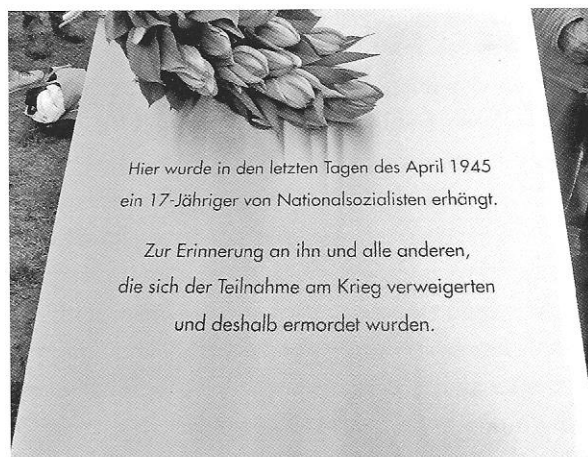 Hier wurde in den letzten Tagen des April 1945
ein 17-Jähriger von Nationalsozialisten erhängt.
Zur Erinnerung an ihn und alle anderen,
die sich der Teilnahme am Krieg verweigerten
und deshalb ermordet wurden.